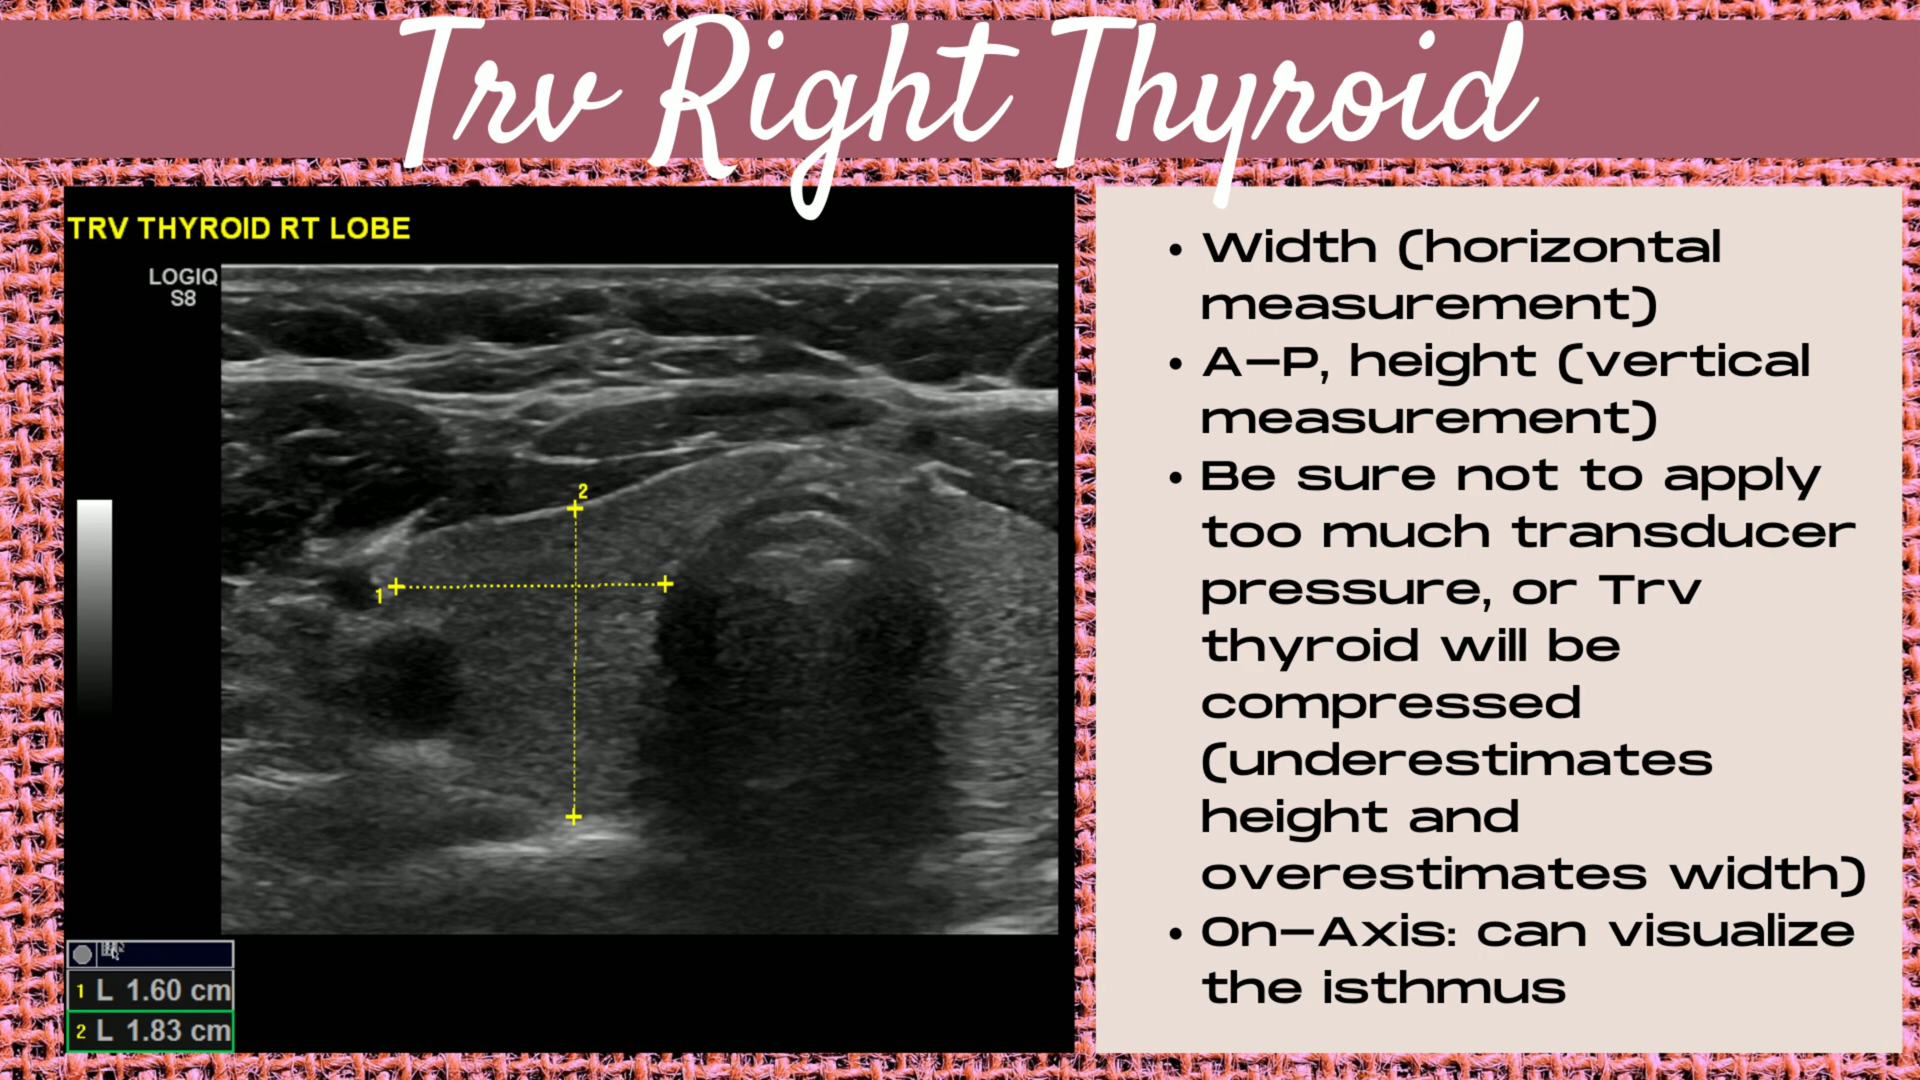 Trv Right Thyroid
TRV THYROID RT LOBE
LOGIQ
S8
2
1
1 L 1.60 cm
2 L 1.83 cm
• Width (horizontal
measurement)
• A-P, height (vertical
measurement)
• Be sure not to apply
too much transducer
pressure, or Trv
thyroid will be
compressed
(underestimates
height and
overestimates width)
• On-Axis: can visualize
the isthmus